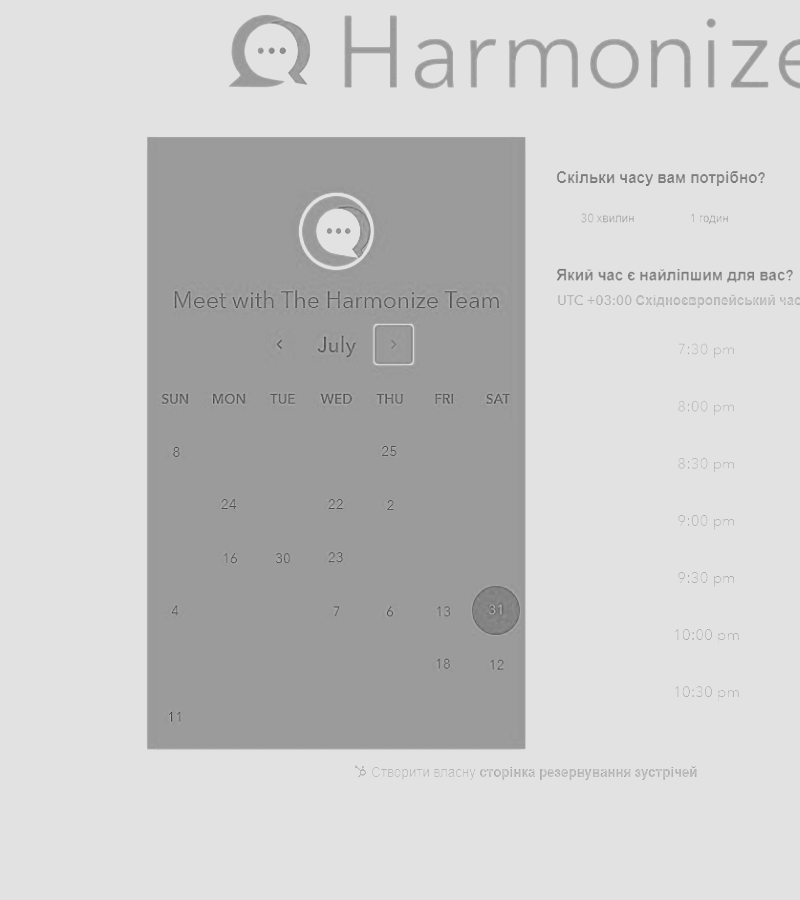 Harmonize
Meet with The Harmonize Team
July
SUN MON TUE WED THU FRI SAT
8 25
24 22 2
16 30 23
4 7 6 13 31
18 12
11
Скільки часу вам потрібно?
30 хвилин 1 годин
Який час є найліпшим для вас?
UTC +03:00 Східноєвропейський час
7:30 pm
8:00 pm
8:30 pm
9:00 pm
9:30 pm
10:00 pm
10:30 pm
Створити власну сторінка резервування зустрічей